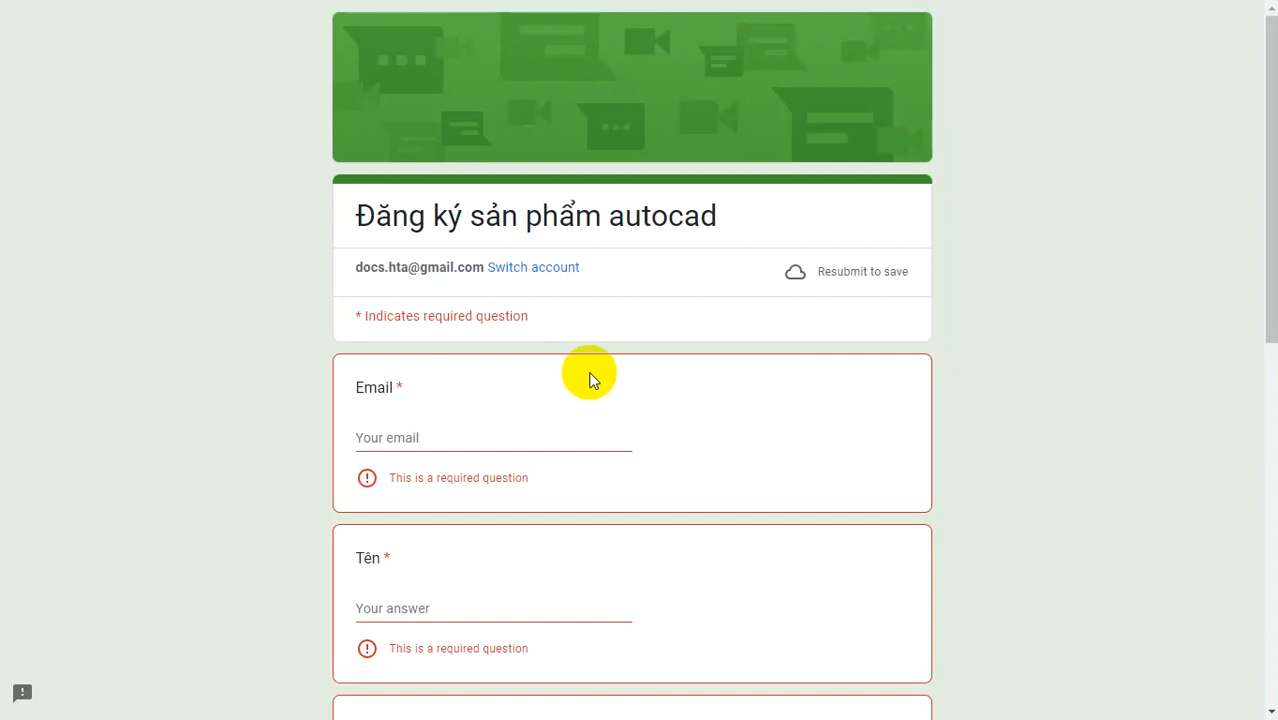 Đăng ký sản phẩm autocad
docs.hta@gmail.com Switch account
Resubmit to save
* Indicates required question
Email *
Your email
This is a required question
Tên *
Your answer
This is a required question